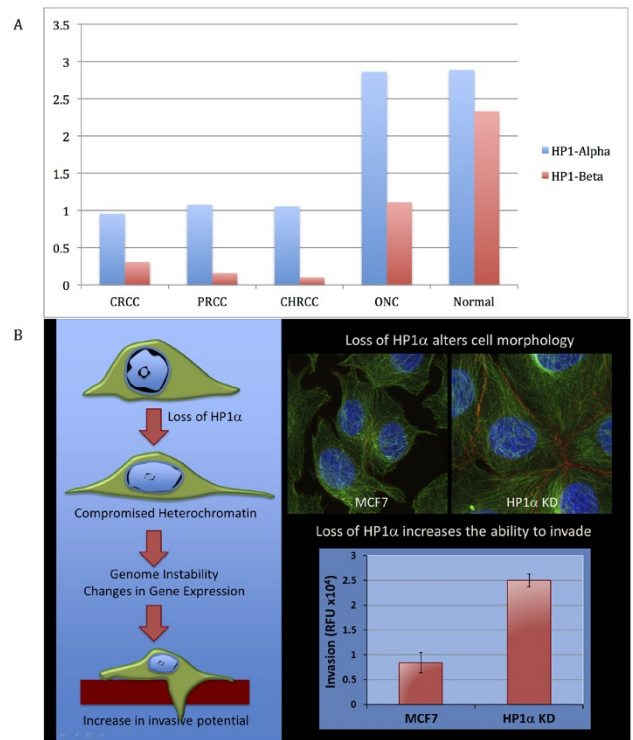 A
3.5
3
2.5
2
1.5
1
0.5
0
CRCC PRCC CHRCC ONC Normal
HP1-Alpha
HP1-Beta
B
Loss of HP1α
Compromised Heterochromatin
Genome Instability
Changes in Gene Expression
Increase in invasive potential
Loss of HP1α alters cell morphology
MCF7 HP1α KD
Loss of HP1α increases the ability to invade
Invasion (RFU x10⁴)
3
2.5
2
1.5
1
0.5
0
MCF7 HP1α KD